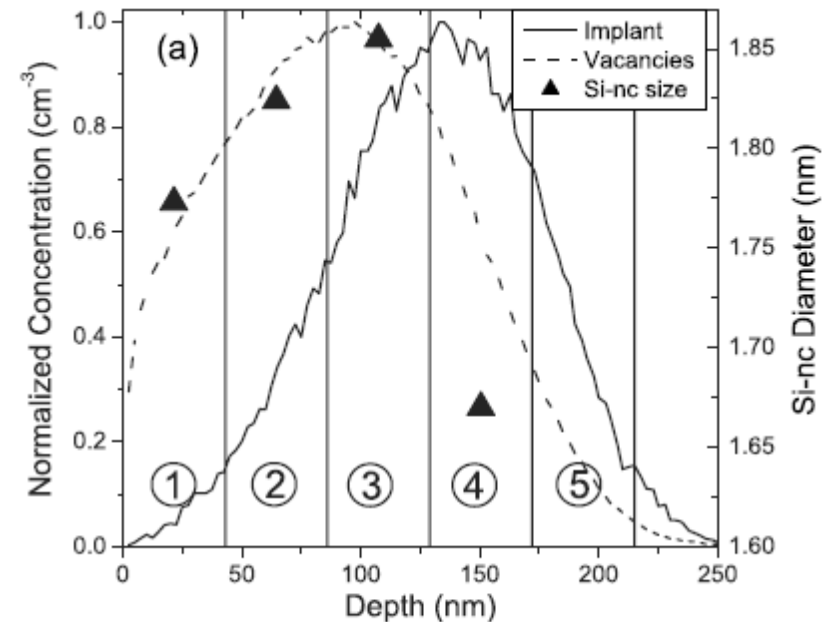 (a)
Implant
Vacancies
Si-nc size
Normalized Concentration (cm⁻³)
1.0
0.8
0.6
0.4
0.2
0.0
1.85
1.80
1.75
1.70
1.65
1.60
Si-nc Diameter (nm)
① ② ③ ④ ⑤
0 50 100 150 200 250
Depth (nm)